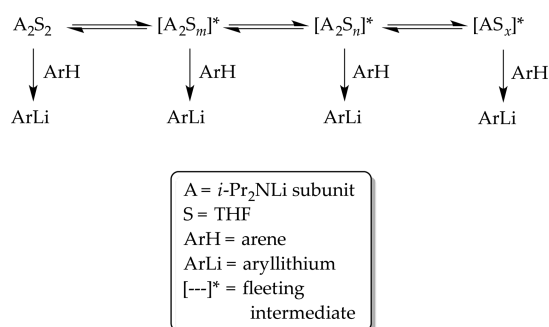 A₂S₂ [A₂Sₘ]* [A₂Sₙ]* [ASₓ]*
ArH ArH ArH ArH
ArLi ArLi ArLi ArLi
A = i-Pr₂NLi subunit
S = THF
ArH = arene
ArLi = aryllithium
[---]* = fleeting
intermediate